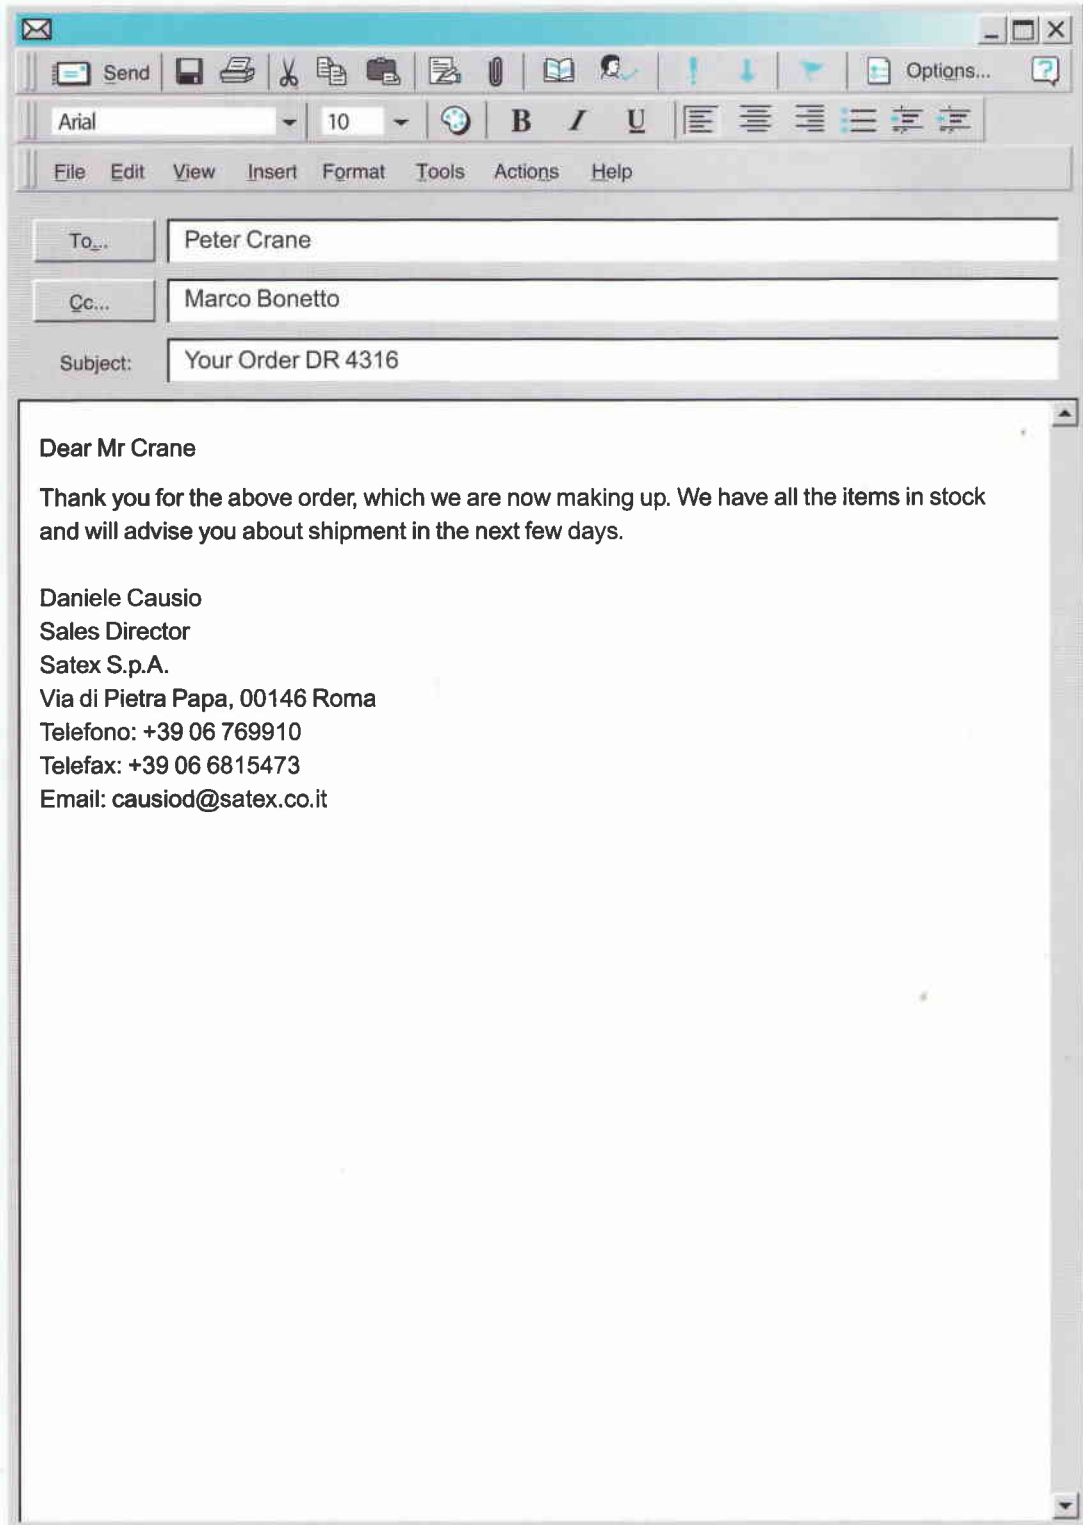 Send
Options...
Arial 10 B I U
File Edit View Insert Format Tools Actions Help
To... Peter Crane
Cc... Marco Bonetto
Subject: Your Order DR 4316
Dear Mr Crane
Thank you for the above order, which we are now making up. We have all the items in stock
and will advise you about shipment in the next few days.
Daniele Causio
Sales Director
Satex S.p.A.
Via di Pietra Papa, 00146 Roma
Telefono: +39 06 769910
Telefax: +39 06 6815473
Email: causiod@satex.co.it